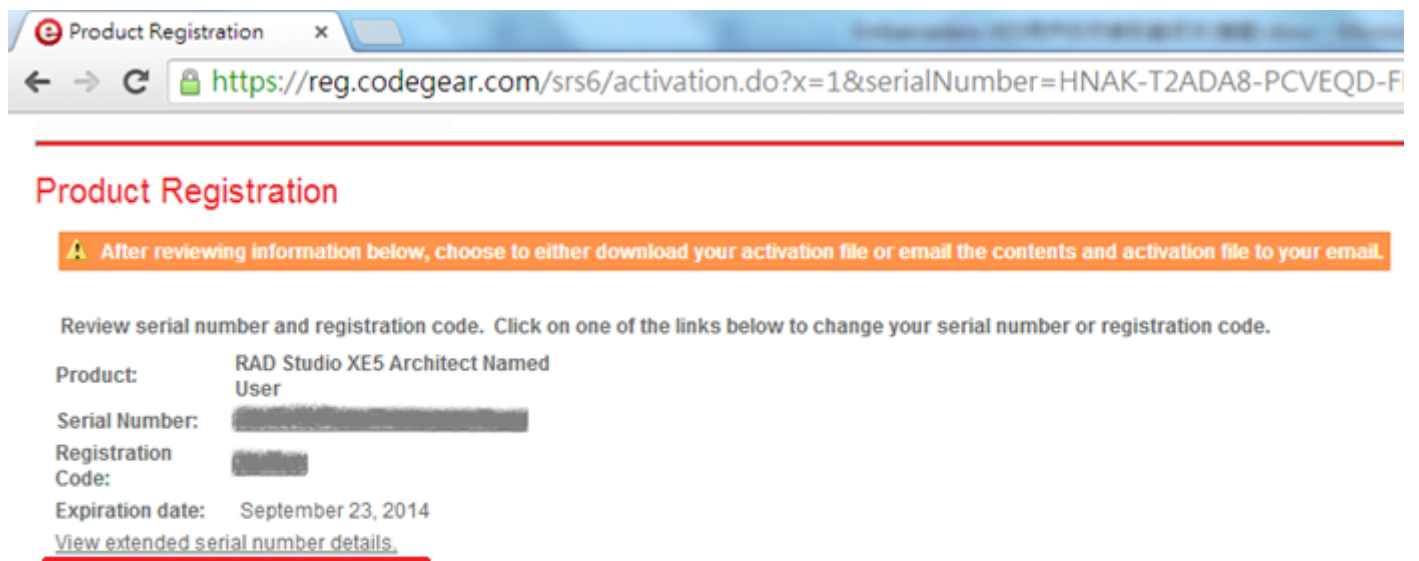 Product Registration
https://reg.codegear.com/srs6/activation.do?x=1&serialNumber=HNAK-T2ADA8-PCVEQD-F
Product Registration
After reviewing information below, choose to either download your activation file or email the contents and activation file to your email.
Review serial number and registration code. Click on one of the links below to change your serial number or registration code.
Product: RAD Studio XE5 Architect Named
User
Serial Number:
Registration
Code:
Expiration date: September 23, 2014
View extended serial number details.